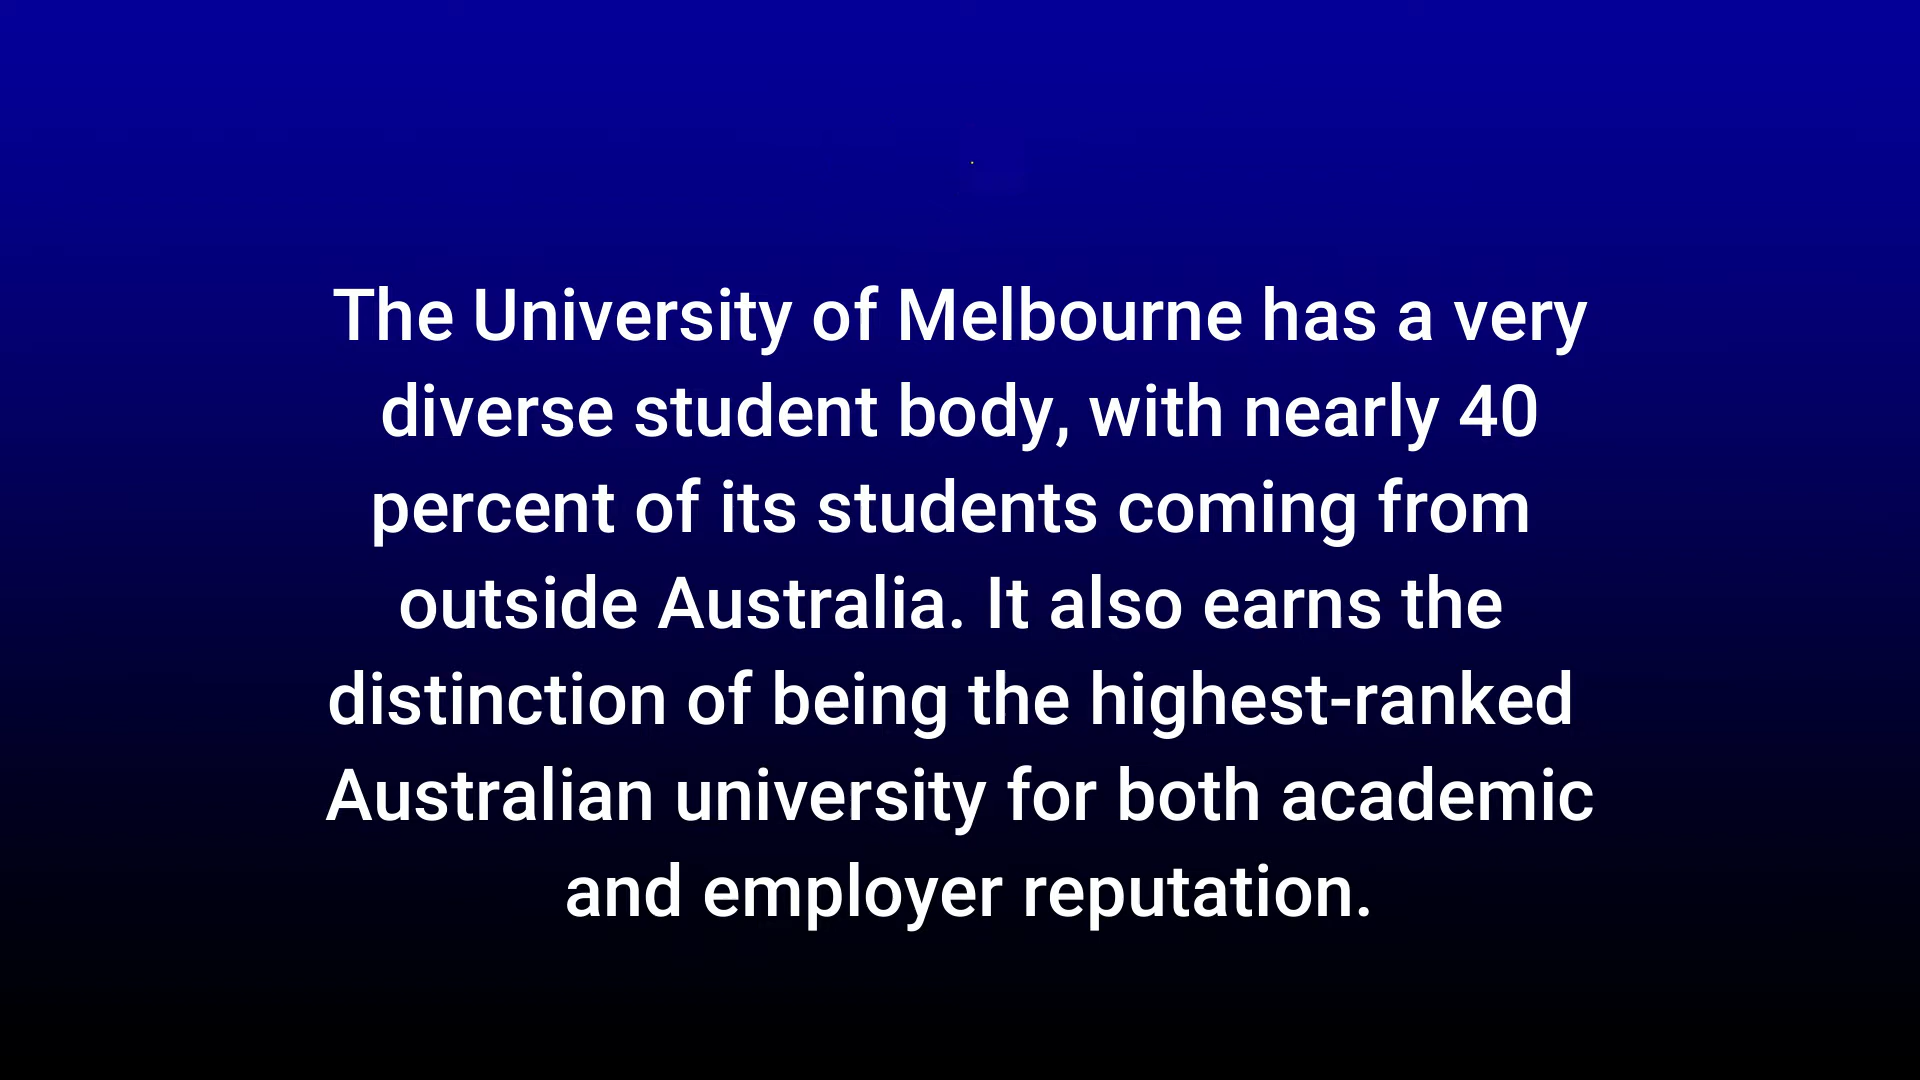 The University of Melbourne has a very
diverse student body, with nearly 40
percent of its students coming from
outside Australia. It also earns the
distinction of being the highest-ranked
Australian university for both academic
and employer reputation.